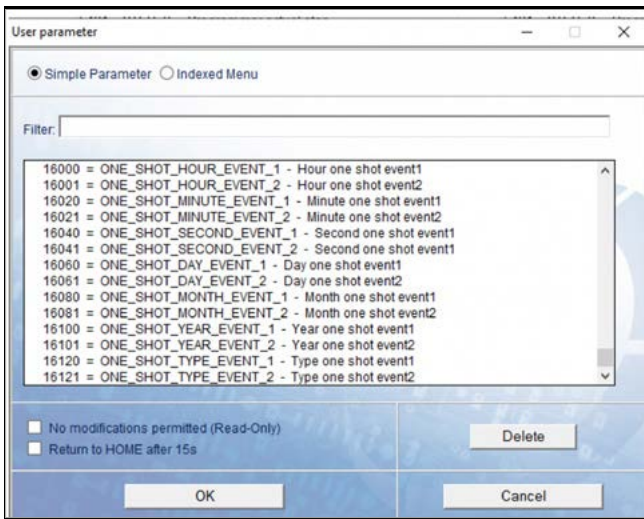 User parameter
Simple Parameter Indexed Menu
Filter:
16000 = ONE_SHOT_HOUR_EVENT_1 - Hour one shot event1
16001 = ONE_SHOT_HOUR_EVENT_2 - Hour one shot event2
16020 = ONE_SHOT_MINUTE_EVENT_1 - Minute one shot event1
16021 = ONE_SHOT_MINUTE_EVENT_2 - Minute one shot event2
16040 = ONE_SHOT_SECOND_EVENT_1 - Second one shot event1
16041 = ONE_SHOT_SECOND_EVENT_2 - Second one shot event2
16060 = ONE_SHOT_DAY_EVENT_1 - Day one shot event1
16061 = ONE_SHOT_DAY_EVENT_2 - Day one shot event2
16080 = ONE_SHOT_MONTH_EVENT_1 - Month one shot event1
16081 = ONE_SHOT_MONTH_EVENT_2 - Month one shot event2
16100 = ONE_SHOT_YEAR_EVENT_1 - Year one shot event1
16101 = ONE_SHOT_YEAR_EVENT_2 - Year one shot event2
16120 = ONE_SHOT_TYPE_EVENT_1 - Type one shot event1
16121 = ONE_SHOT_TYPE_EVENT_2 - Type one shot event2
No modifications permitted (Read-Only)
Return to HOME after 15s
Delete
OK
Cancel